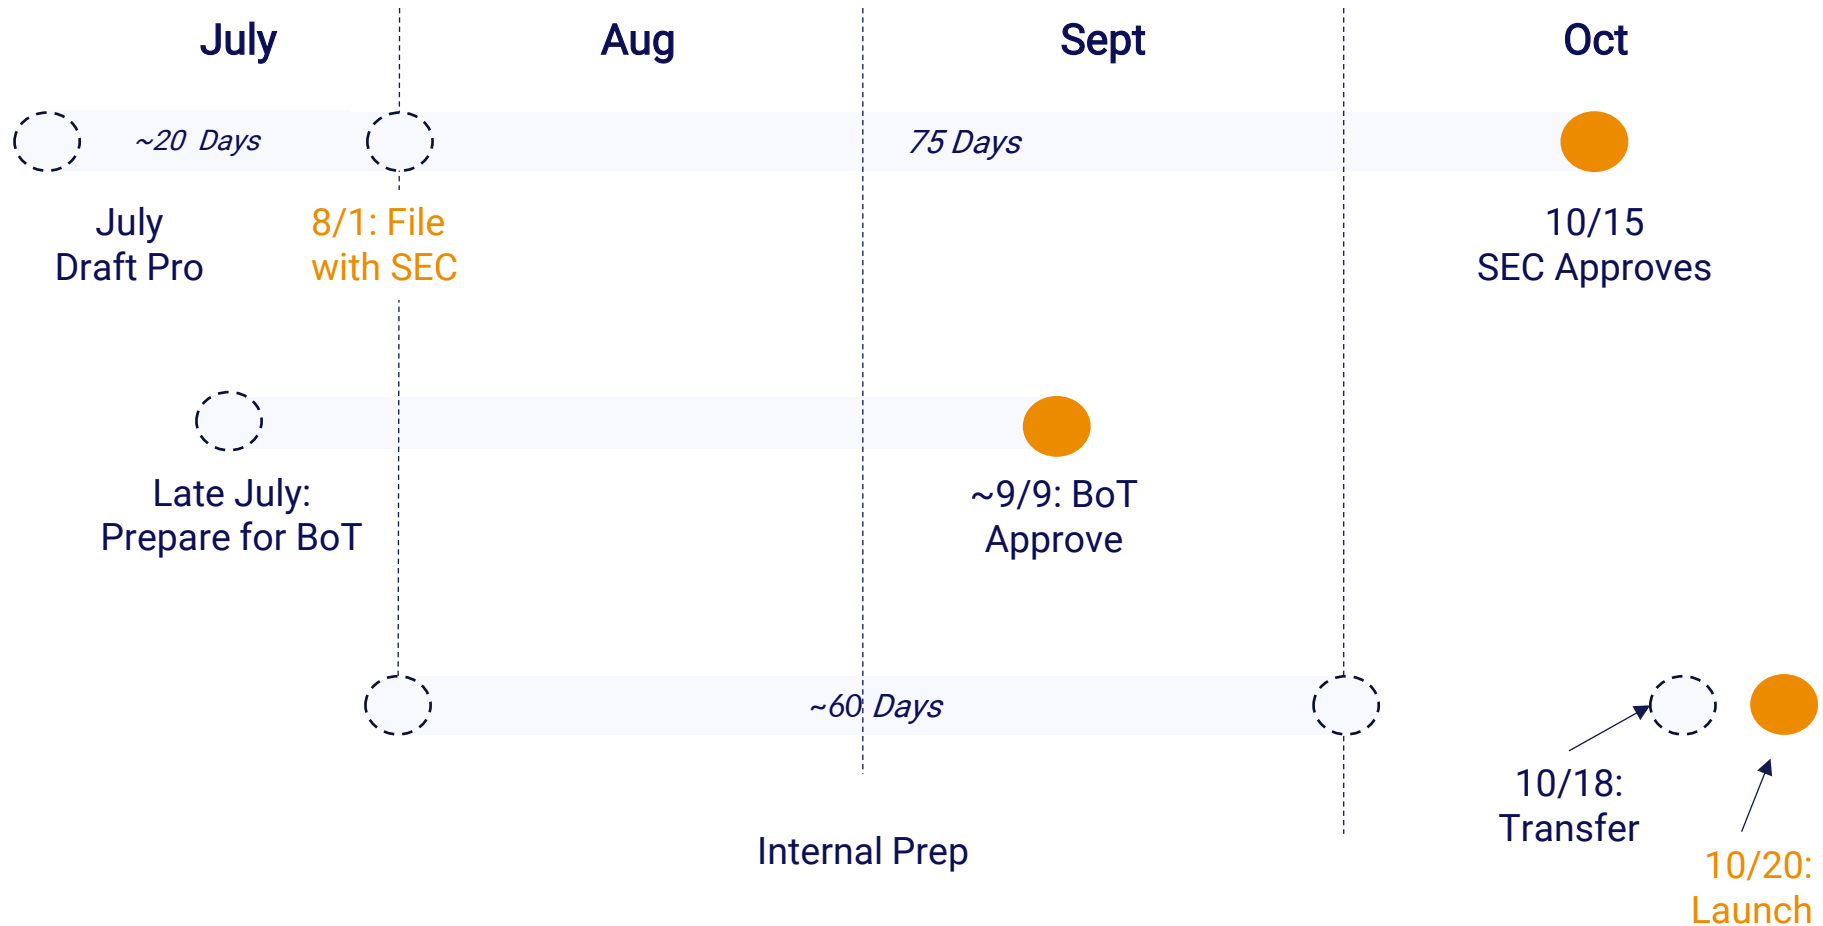 July
Aug
Sept
Oct
~20 Days
75 Days
July
Draft Pro
8/1: File
with SEC
10/15
SEC Approves
Late July:
Prepare for BoT
~9/9: BoT
Approve
~60 Days
10/18:
Transfer
Internal Prep
10/20:
Launch